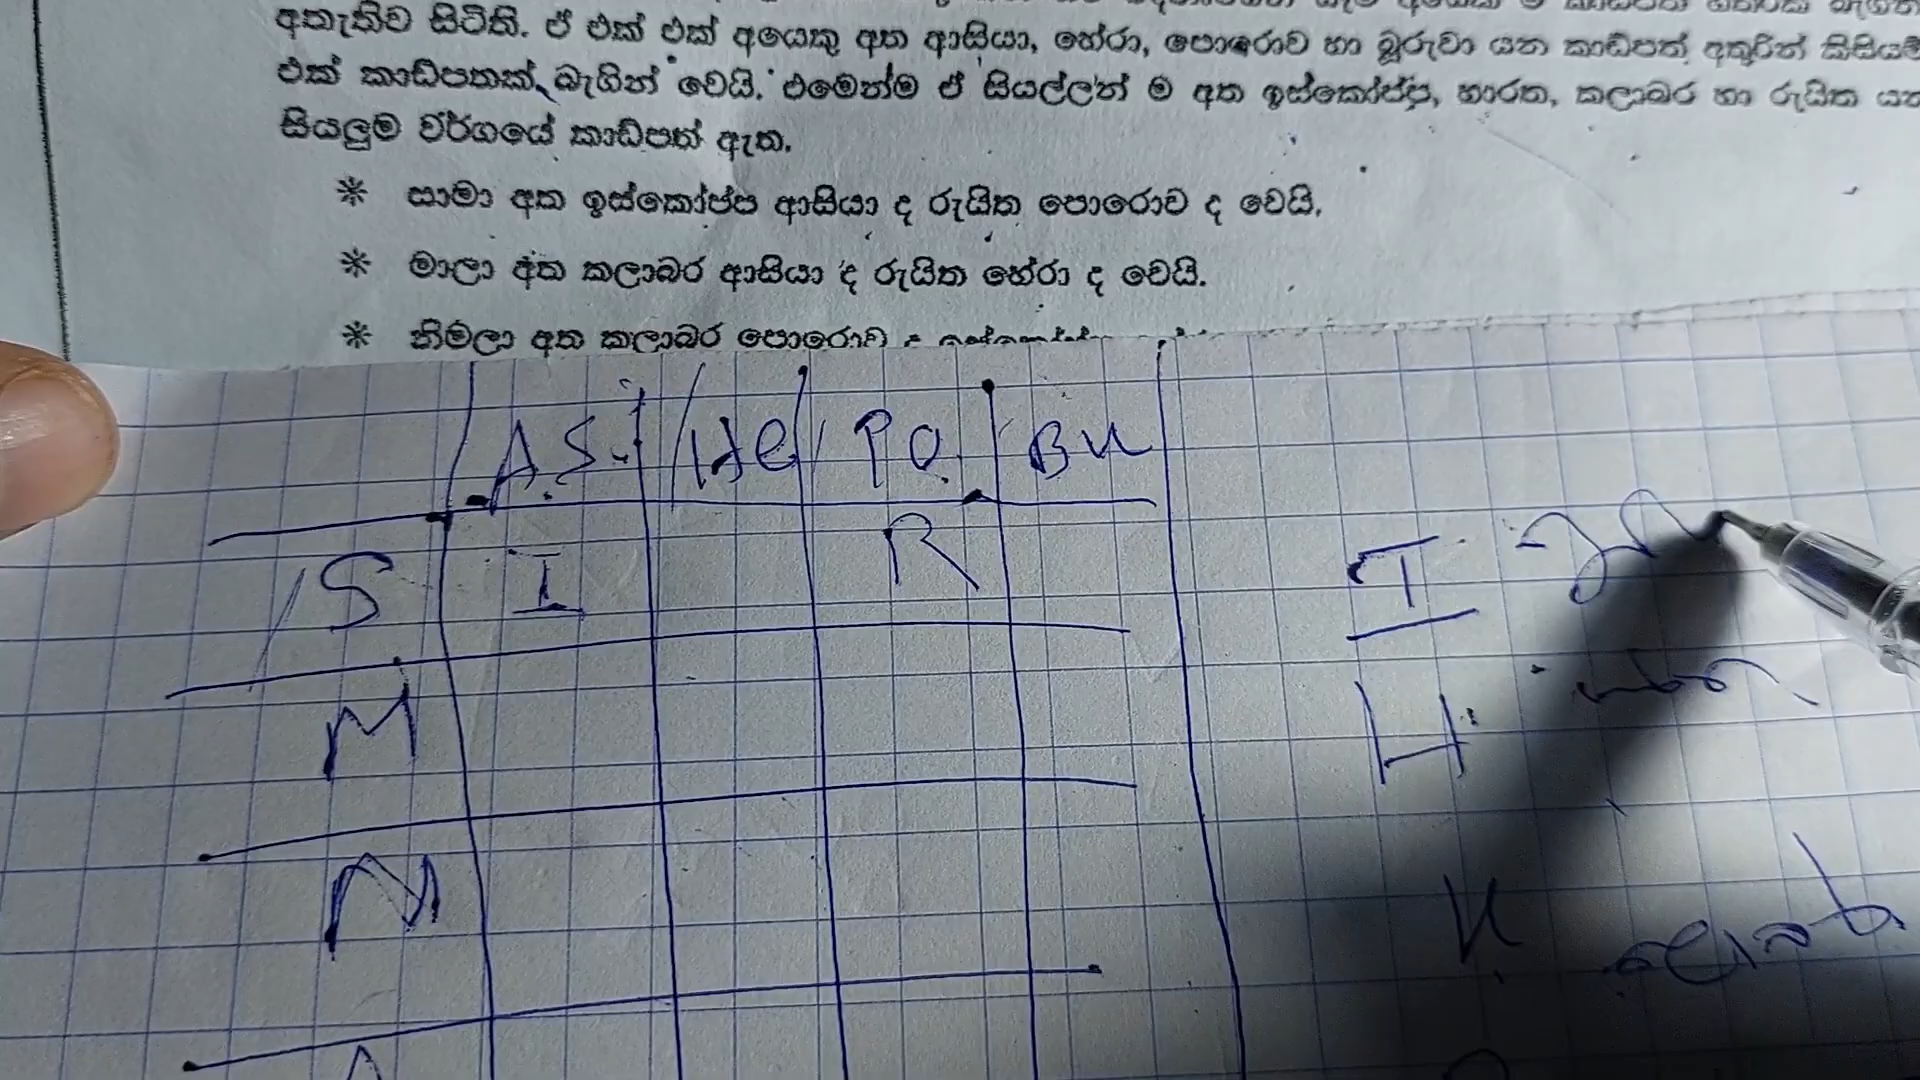 අතැතිව සිටිති. ඒ එක් එක් අයෙකු අත ආසියා, හේරා, පොරොව හා බූරුවා යන කාඩ්පත් අතුරින් කිසියම්
එක් කාඩ්පතක් බැගින් වෙයි. එමෙන්ම ඒ සියල්ලන් ම අත ඉස්කෝප්ප, හාරත, කලාබර හා රුයිත යන
සියලුම වර්ගයේ කාඩ්පත් ඇත.
* සාමා අත ඉස්කෝප්ප ආසියා ද රුයිත පොරොව ද වෙයි.
* මාලා අත කලාබර ආසියා ද රුයිත හේරා ද වෙයි.
* නිමලා අත කලාබර පොරොව ද
A.S. He PO. BU
S I R
M
N
I
H
K